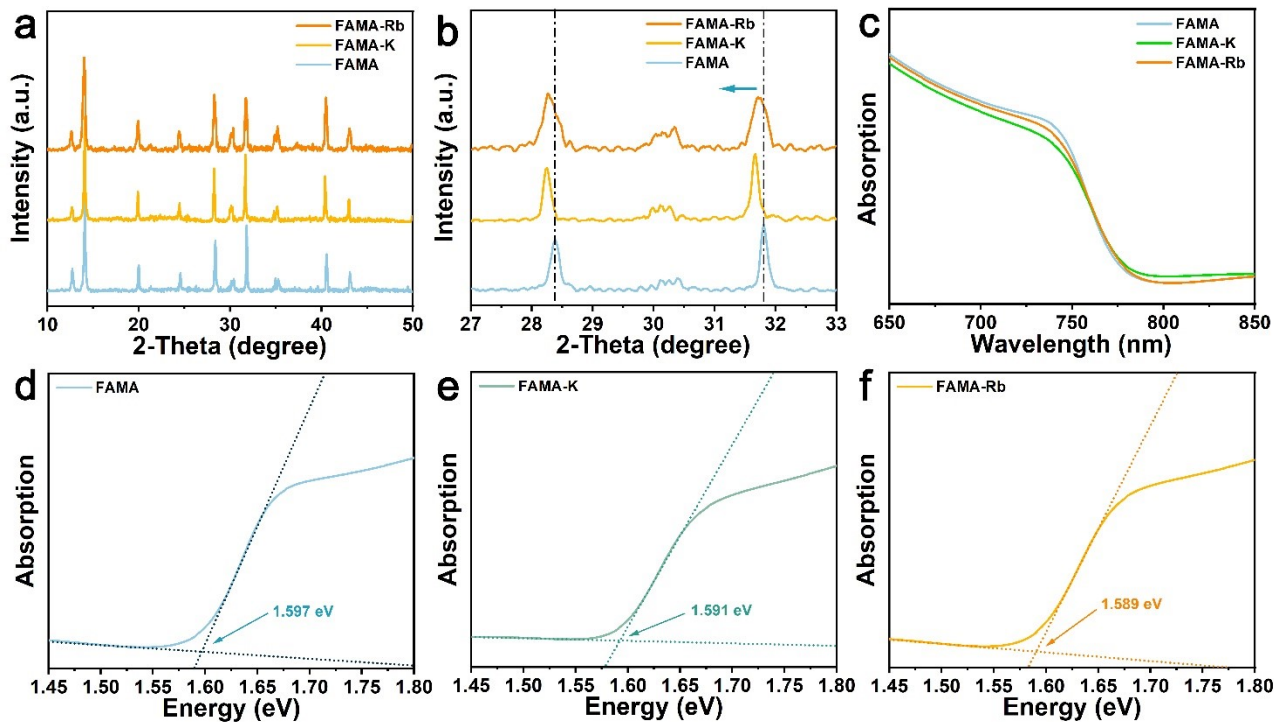 a
FAMA-Rb
FAMA-K
FAMA
Intensity (a.u.)
10 20 30 40 50
2-Theta (degree)
b
FAMA-Rb
FAMA-K
FAMA
Intensity (a.u.)
27 28 29 30 31 32 33
2-Theta (degree)
c
FAMA
FAMA-K
FAMA-Rb
Absorption
650 700 750 800 850
Wavelength (nm)
d
FAMA
Absorption
1.597 eV
1.45 1.50 1.55 1.60 1.65 1.70 1.75 1.80
Energy (eV)
e
FAMA-K
Absorption
1.591 eV
1.45 1.50 1.55 1.60 1.65 1.70 1.75 1.80
Energy (eV)
f
FAMA-Rb
Absorption
1.589 eV
1.45 1.50 1.55 1.60 1.65 1.70 1.75 1.80
Energy (eV)